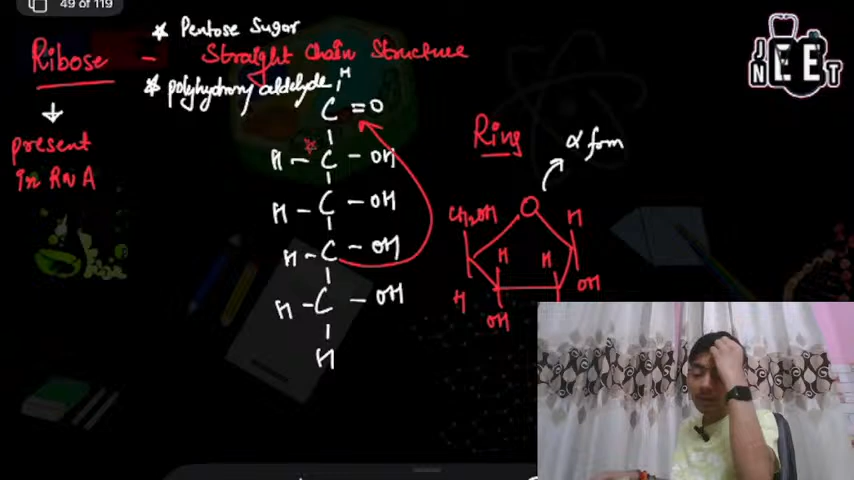 49 of 119
* Pentose Sugar
Ribose - Straight Chain Structure
* polyhydroxy aldehyde
present
in RNA
H
C = O
H - C - OH
H - C - OH
H - C - OH
H - C - OH
H
Ring
α form
O
CH₂OH
H
H
H
H
OH
OH
J NEET